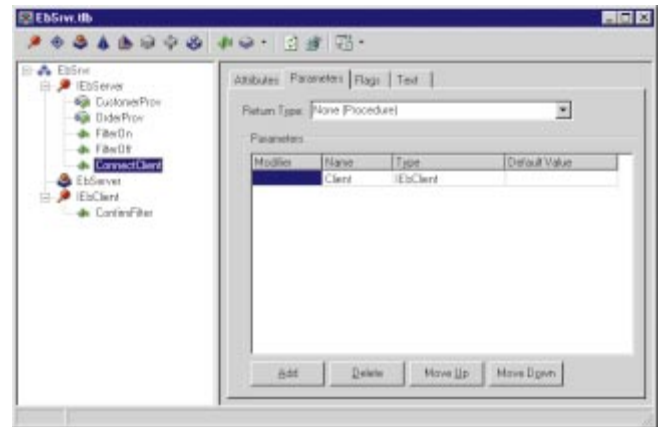 EbSrvr.tlb
EbSrvr
IEbServer
CustomerProv
OrderProv
FilterOn
FilterOff
ConnectClient
EbServer
IEbClient
ConfirmFilter
Attributes Parameters Flags Text
Return Type: None (Procedure)
Parameters
Modifier Name Type Default Value
Client IEbClient
Add Delete Move Up Move Down